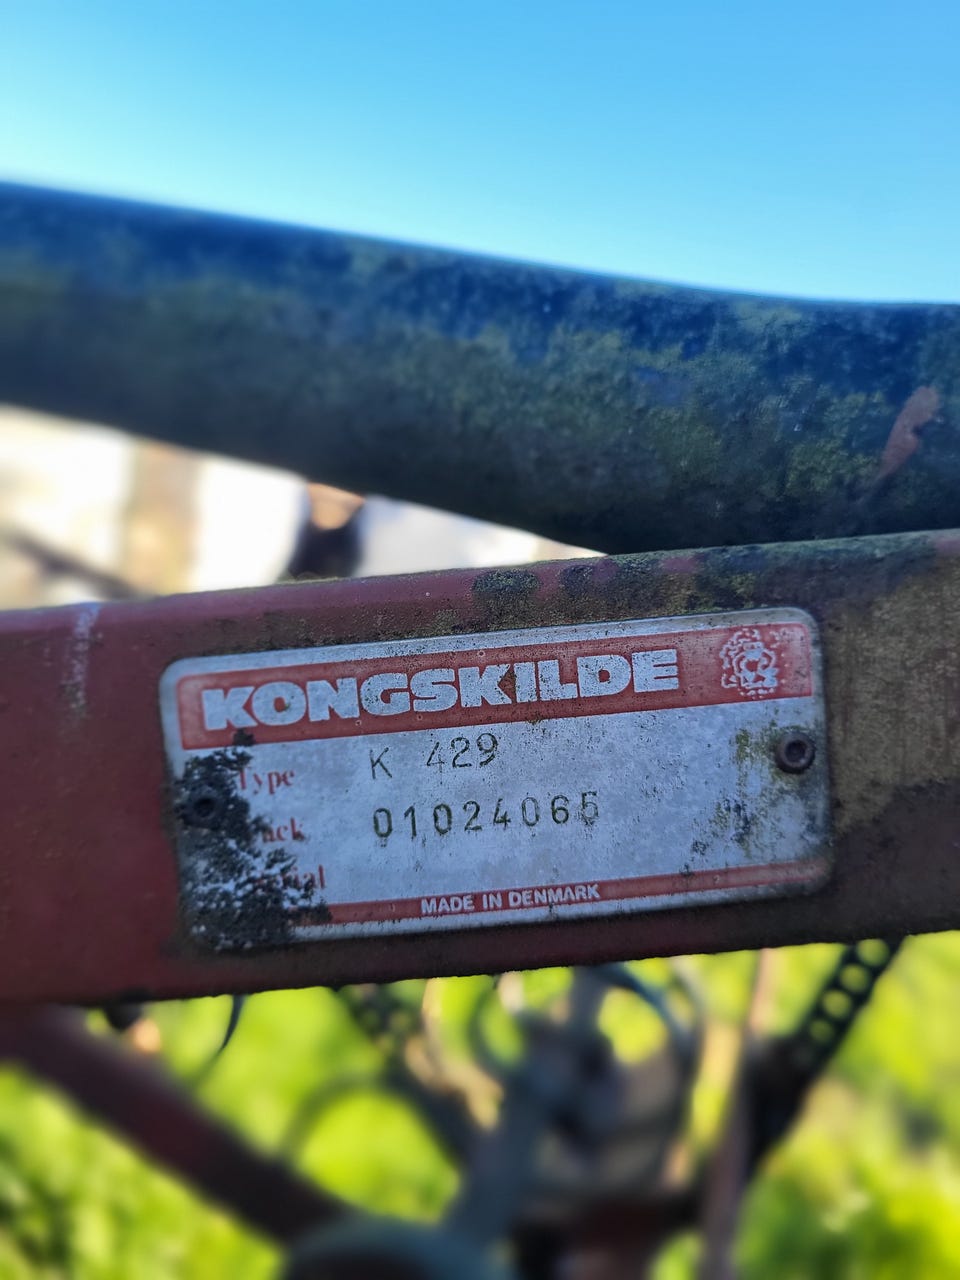 KONGSKILDE
Type K 429
01024065
MADE IN DENMARK